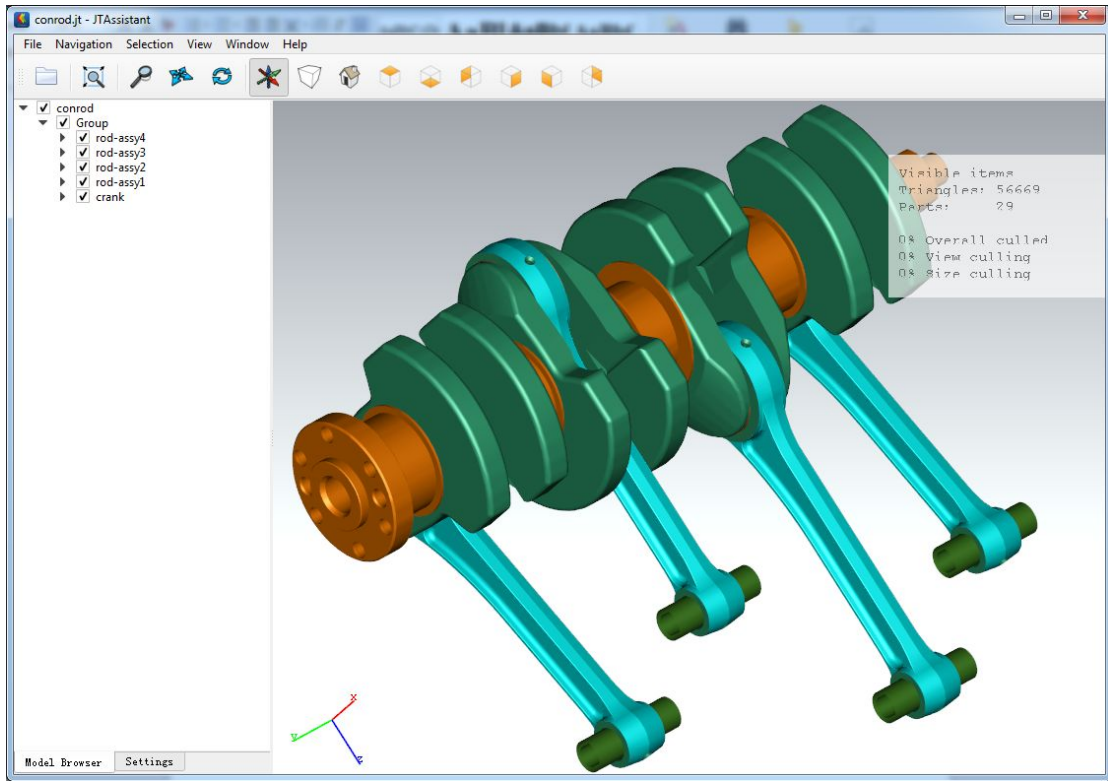 conrod.jt - JTAssistant
File Navigation Selection View Window Help
conrod
Group
rod-assy4
rod-assy3
rod-assy2
rod-assy1
crank
Visible items
Triangles: 56669
Parts: 29
0% Overall culled
0% View culling
0% Size culling
x
y
z
Model Browser Settings